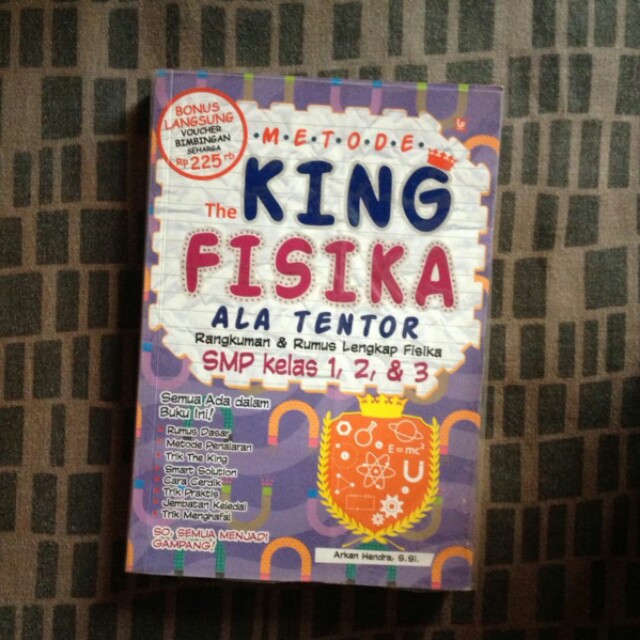 BONUS
LANGSUNG
VOUCHER
BIMBINGAN
SEHARGA
Rp 225 rb
METODE
The KING
FISIKA
ALA TENTOR
Rangkuman & Rumus Lengkap Fisika
SMP kelas 1, 2, & 3
Semua Ada dalam
Buku Ini!
Rumus Dasar
Metode Penalaran
Trik The King
Smart Solution
Cara Cerdik
Trik Praktis
Jembatan Keledai
Trik Menghafal
SO, SEMUA MENJADI
GAMPANG!
E=mc²
Arkan Hendra, S.Si.